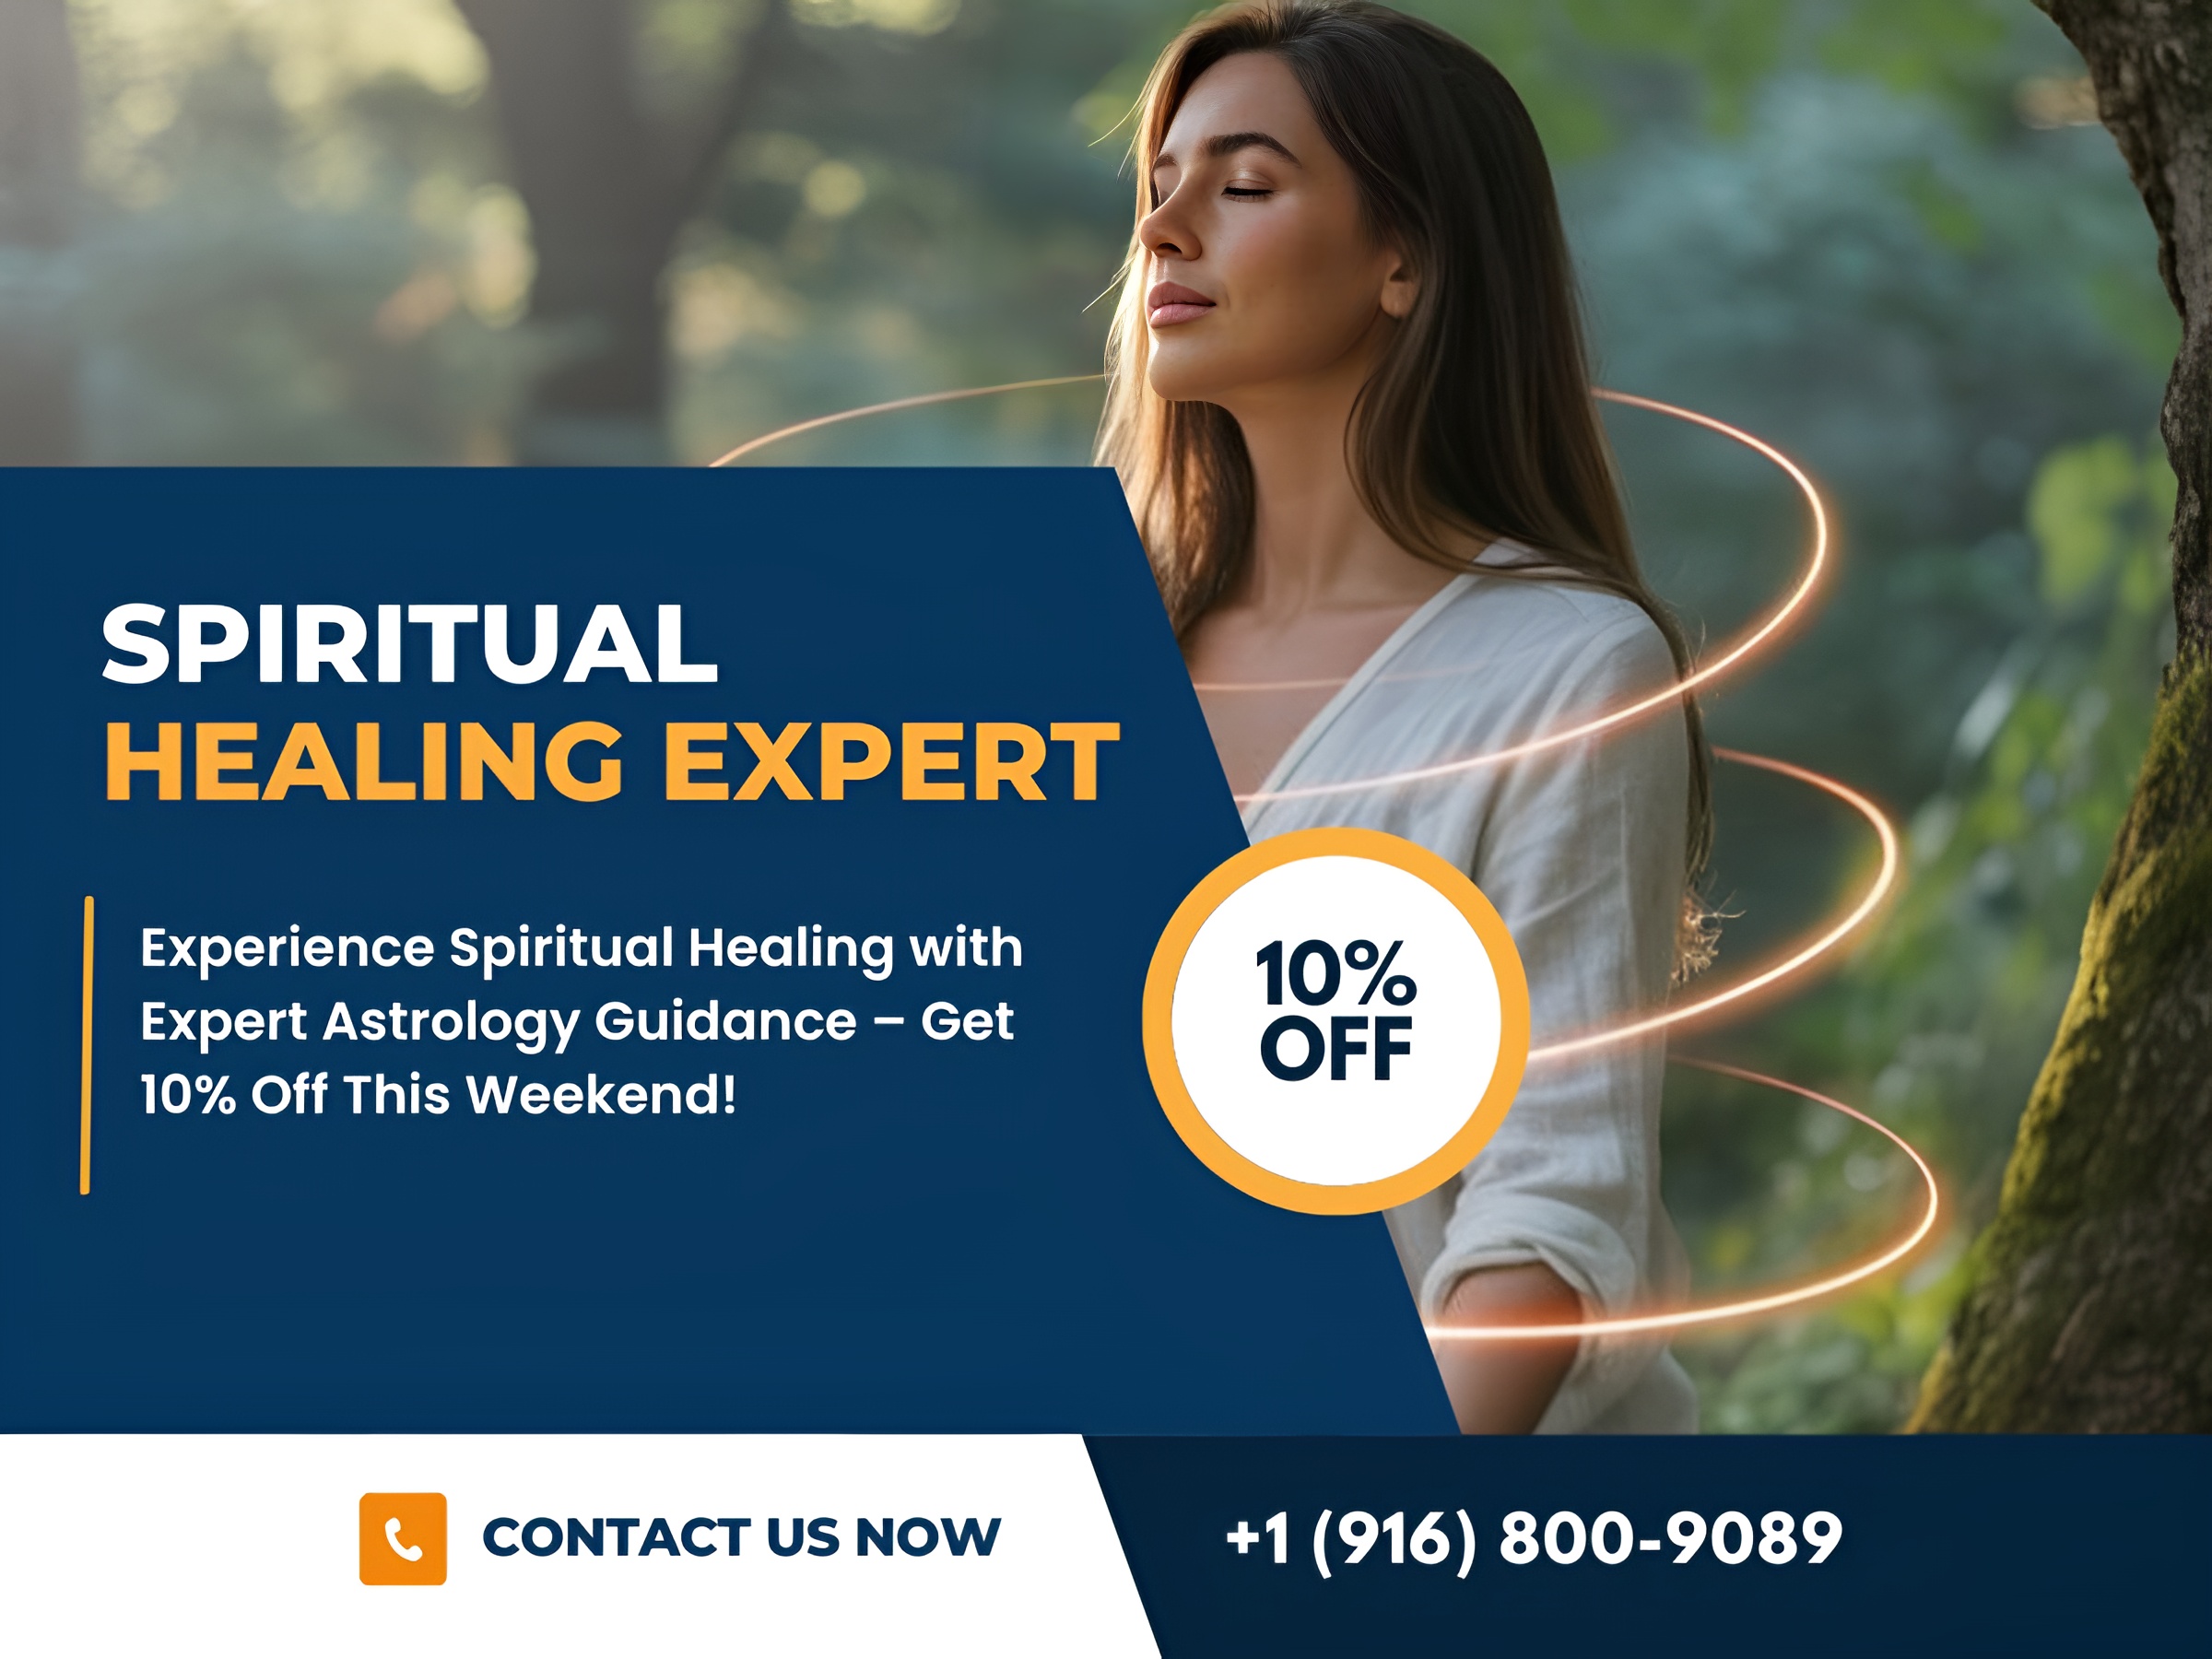 SPIRITUAL
HEALING EXPERT
Experience Spiritual Healing with
Expert Astrology Guidance – Get
10% Off This Weekend!
10%
OFF
CONTACT US NOW
+1 (916) 800-9089